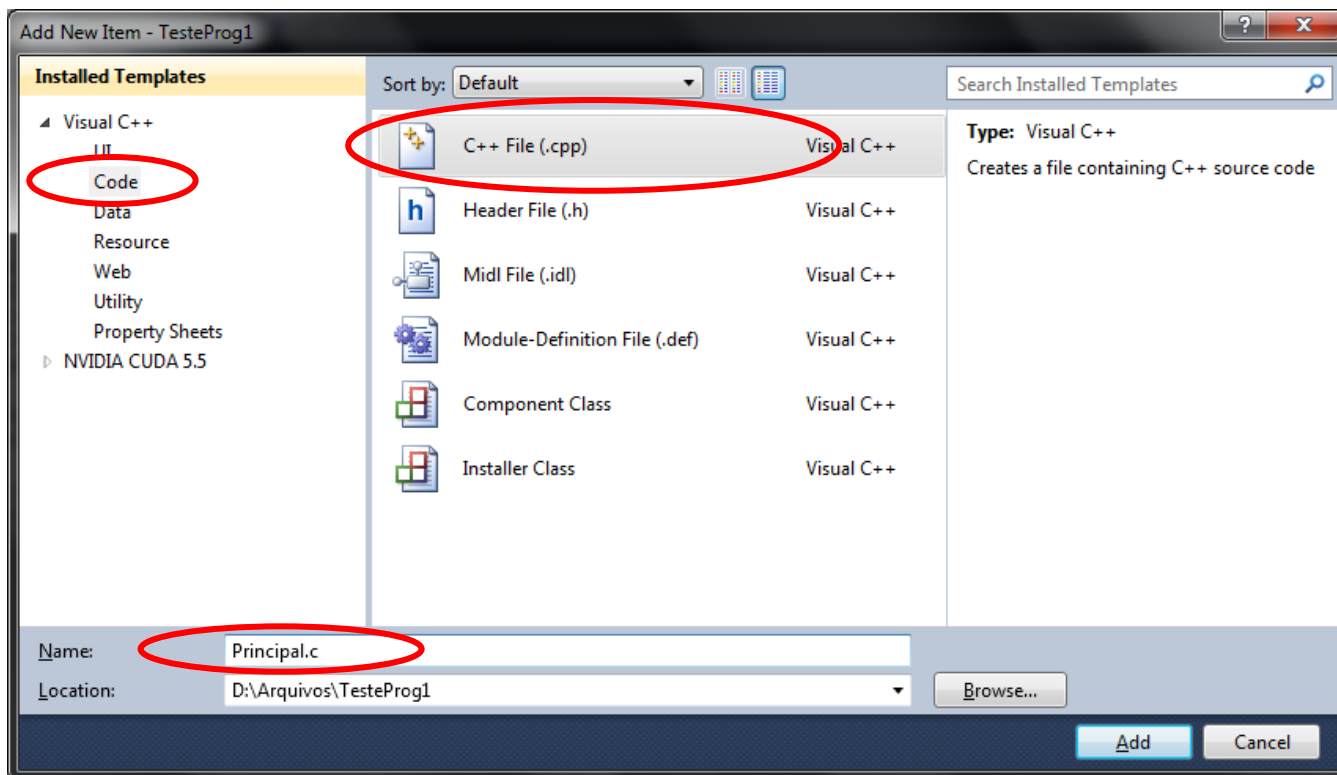 Add New Item - TesteProg1
Installed Templates
Visual C++
UI
Code
Data
Resource
Web
Utility
Property Sheets
NVIDIA CUDA 5.5
Sort by: Default
C++ File (.cpp) Visual C++
Header File (.h) Visual C++
Midl File (.idl) Visual C++
Module-Definition File (.def) Visual C++
Component Class Visual C++
Installer Class Visual C++
Search Installed Templates
Type: Visual C++
Creates a file containing C++ source code
Name: Principal.c
Location: D:\Arquivos\TesteProg1 Browse...
Add Cancel